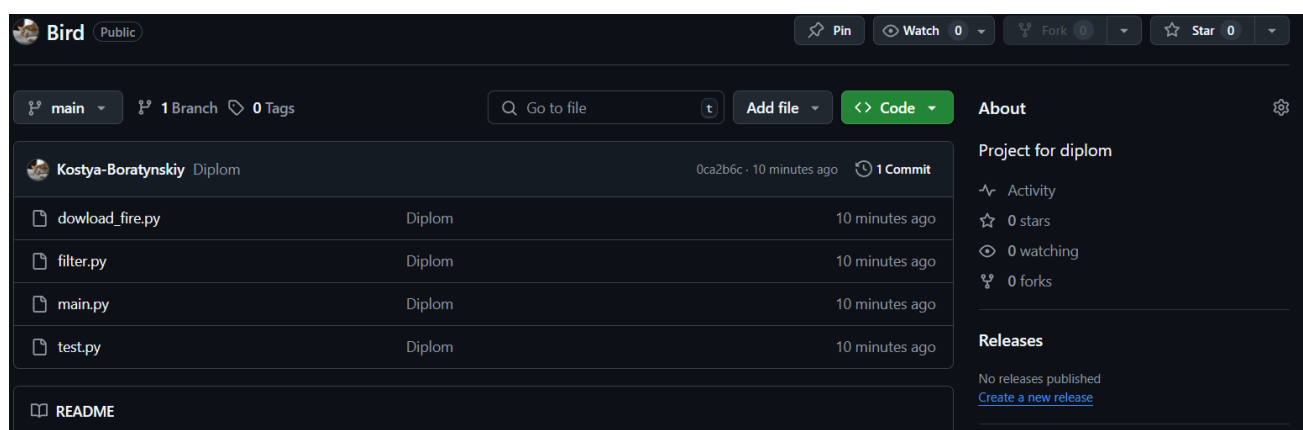 Bird Public
Pin
Watch 0
Fork 0
Star 0
main
1 Branch
0 Tags
Go to file
t
Add file
<> Code
Kostya-Boratynskiy Diplom
0ca2b6c · 10 minutes ago
1 Commit
dowload_fire.py Diplom 10 minutes ago
filter.py Diplom 10 minutes ago
main.py Diplom 10 minutes ago
test.py Diplom 10 minutes ago
README
About
Project for diplom
Activity
0 stars
0 watching
0 forks
Releases
No releases published
Create a new release